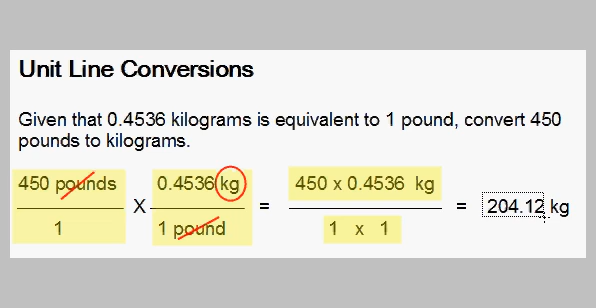 Unit Line Conversions
Given that 0.4536 kilograms is equivalent to 1 pound, convert 450
pounds to kilograms.
450 pounds X 0.4536 kg = 450 x 0.4536 kg = 204.12 kg
1 1 pound 1 x 1